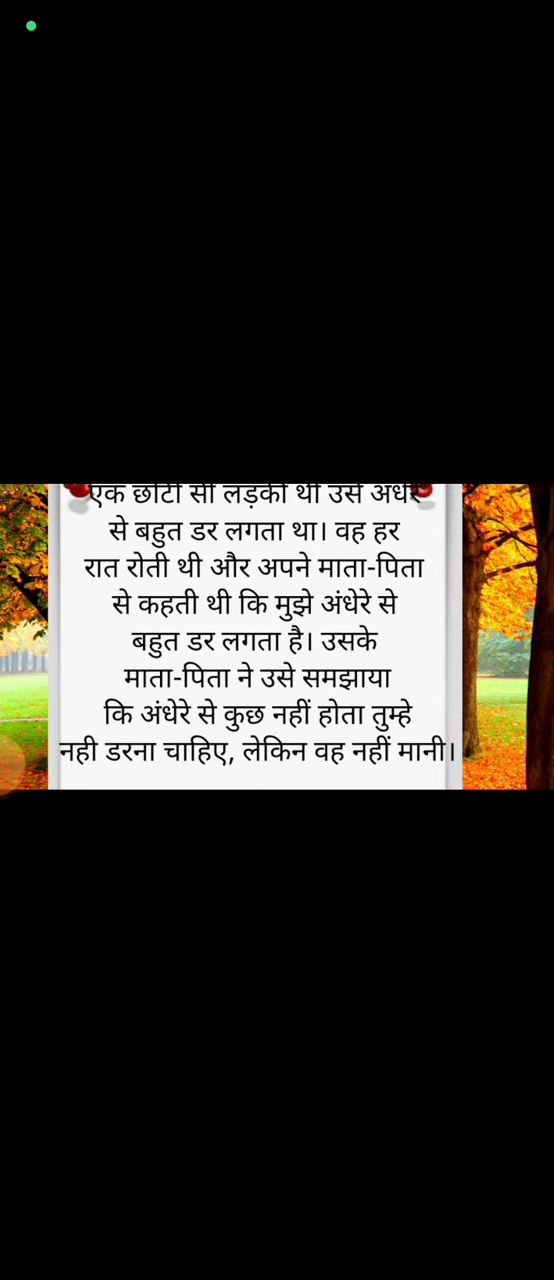 एक छोटी सी लड़की थी उसे अंधेरे
से बहुत डर लगता था। वह हर
रात रोती थी और अपने माता-पिता
से कहती थी कि मुझे अंधेरे से
बहुत डर लगता है। उसके
माता-पिता ने उसे समझाया
कि अंधेरे से कुछ नहीं होता तुम्हे
नही डरना चाहिए, लेकिन वह नहीं मानी।